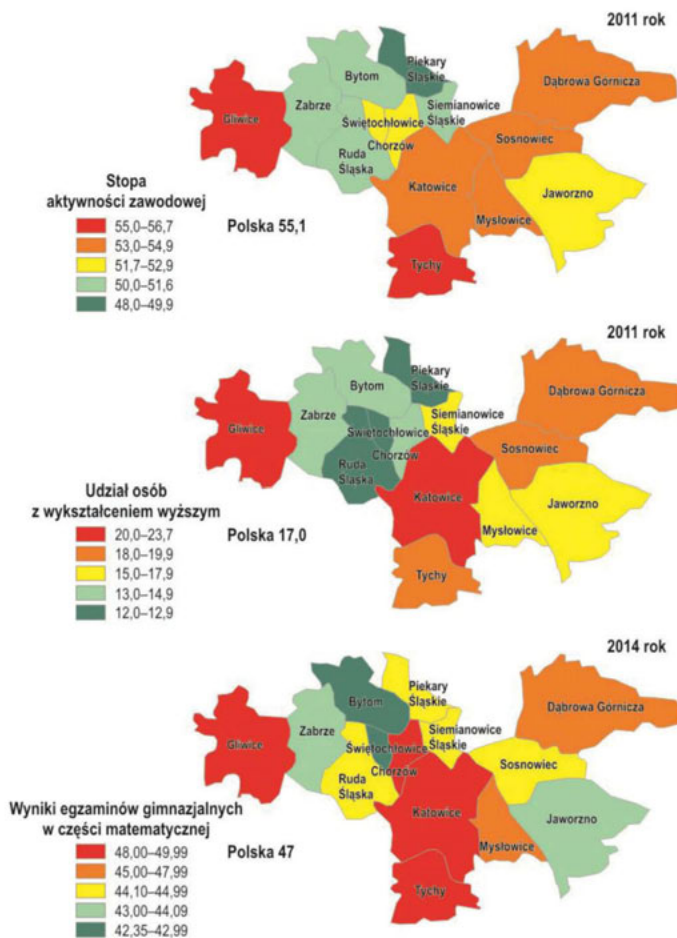 2011 rok
Piekary
Śląskie
Bytom
Dąbrowa Górnicza
Zabrze
Gliwice
Siemianowice
Śląskie
Świętochłowice
Sosnowiec
Chorzów
Ruda
Śląska
Katowice
Jaworzno
Mysłowice
Tychy
Stopa
aktywności zawodowej
Polska 55,1
55,0–56,7
53,0–54,9
51,7–52,9
50,0–51,6
48,0–49,9
2011 rok
Piekary
Śląskie
Bytom
Dąbrowa Górnicza
Zabrze
Gliwice
Siemianowice
Śląskie
Świętochłowice
Sosnowiec
Chorzów
Ruda
Śląska
Katowice
Jaworzno
Mysłowice
Tychy
Udział osób
z wykształceniem wyższym
Polska 17,0
20,0–23,7
18,0–19,9
15,0–17,9
13,0–14,9
12,0–12,9
2014 rok
Piekary
Śląskie
Bytom
Dąbrowa Górnicza
Zabrze
Gliwice
Siemianowice
Śląskie
Świętochłowice
Sosnowiec
Chorzów
Ruda
Śląska
Katowice
Jaworzno
Mysłowice
Tychy
Wyniki egzaminów gimnazjalnych
w części matematycznej
Polska 47
48,00–49,99
45,00–47,99
44,10–44,99
43,00–44,09
42,35–42,99